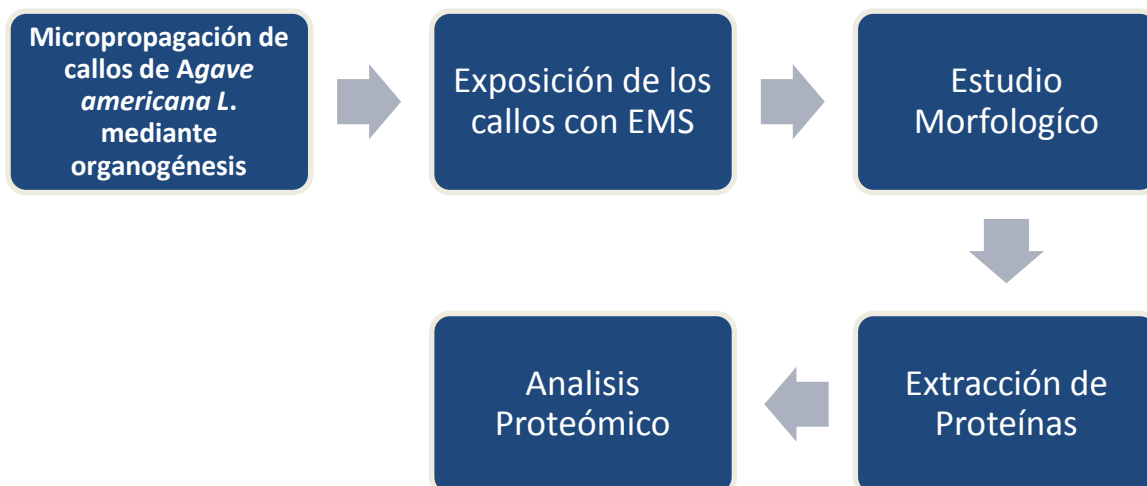 Micropropagación de
callos de Agave
americana L.
mediante
organogénesis
Exposición de los
callos con EMS
Estudio
Morfologíco
Extracción de
Proteínas
Analisis
Proteómico